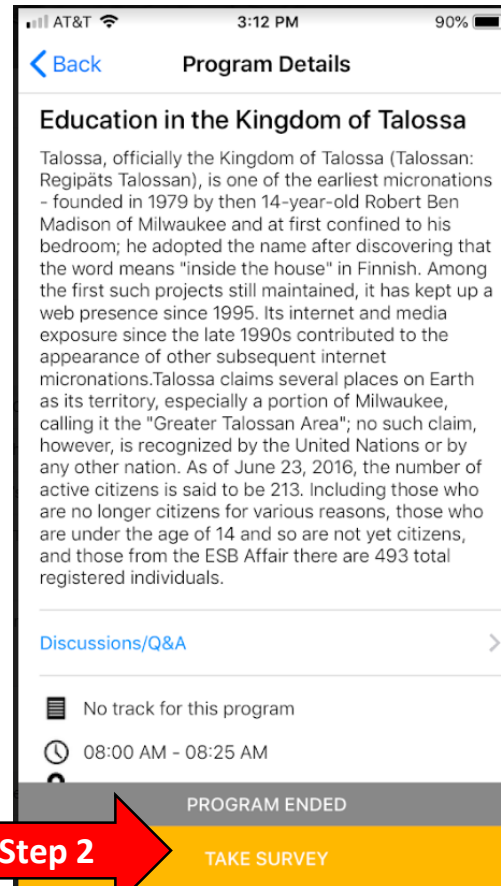 AT&T 3:12 PM 90%
Back Program Details
Education in the Kingdom of Talossa
Talossa, officially the Kingdom of Talossa (Talossan:
Regipäts Talossan), is one of the earliest micronations
- founded in 1979 by then 14-year-old Robert Ben
Madison of Milwaukee and at first confined to his
bedroom; he adopted the name after discovering that
the word means "inside the house" in Finnish. Among
the first such projects still maintained, it has kept up a
web presence since 1995. Its internet and media
exposure since the late 1990s contributed to the
appearance of other subsequent internet
micronations.Talossa claims several places on Earth
as its territory, especially a portion of Milwaukee,
calling it the "Greater Talossan Area"; no such claim,
however, is recognized by the United Nations or by
any other nation. As of June 23, 2016, the number of
active citizens is said to be 213. Including those who
are no longer citizens for various reasons, those who
are under the age of 14 and so are not yet citizens,
and those from the ESB Affair there are 493 total
registered individuals.
Discussions/Q&A
No track for this program
08:00 AM - 08:25 AM
PROGRAM ENDED
Step 2
TAKE SURVEY